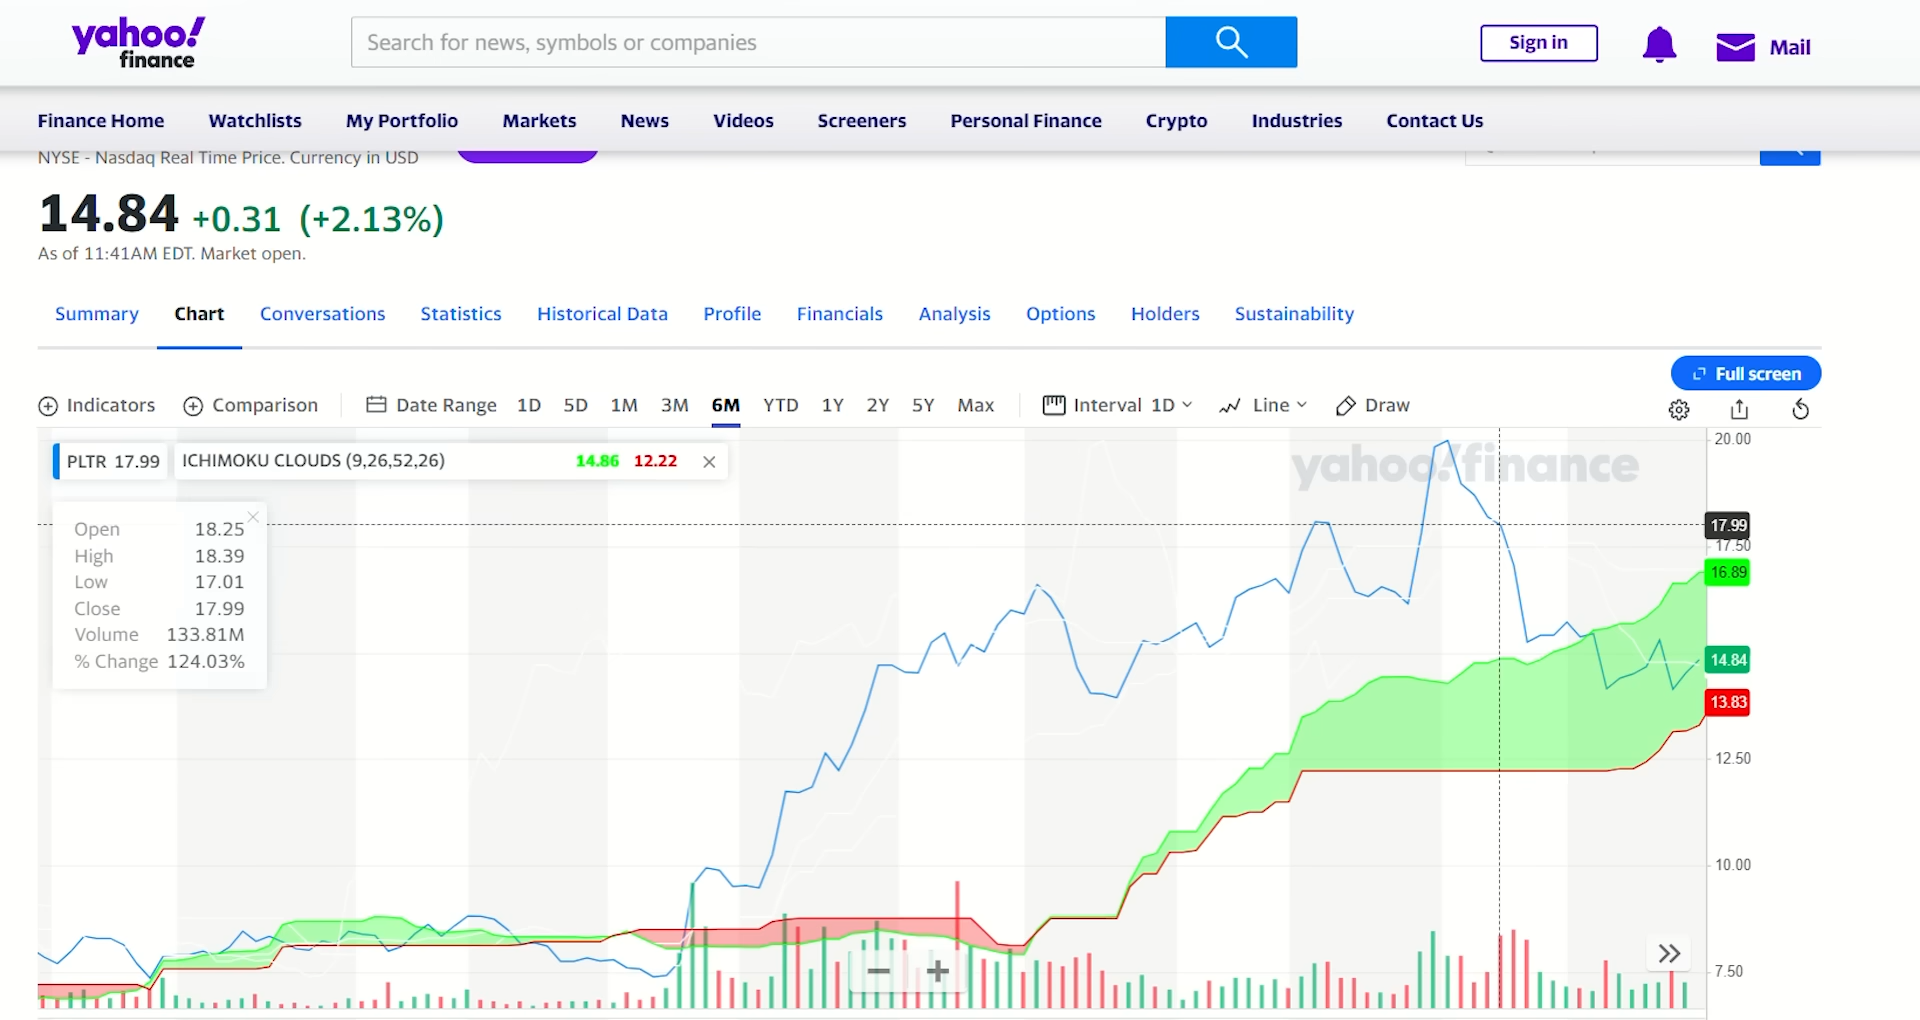 yahoo!
finance
Search for news, symbols or companies
Sign in
Mail
Finance Home Watchlists My Portfolio Markets News Videos Screeners Personal Finance Crypto Industries Contact Us
NYSE - Nasdaq Real Time Price. Currency in USD
14.84 +0.31 (+2.13%)
As of 11:41AM EDT. Market open.
Summary Chart Conversations Statistics Historical Data Profile Financials Analysis Options Holders Sustainability
Full screen
Indicators Comparison Date Range 1D 5D 1M 3M 6M YTD 1Y 2Y 5Y Max Interval 1D Line Draw
20.00
PLTR 17.99 ICHIMOKU CLOUDS (9,26,52,26) 14.86 12.22
yahoo!finance
Open 18.25
High 18.39
Low 17.01
Close 17.99
Volume 133.81M
% Change 124.03%
17.99
17.50
16.89
14.84
13.83
12.50
10.00
7.50